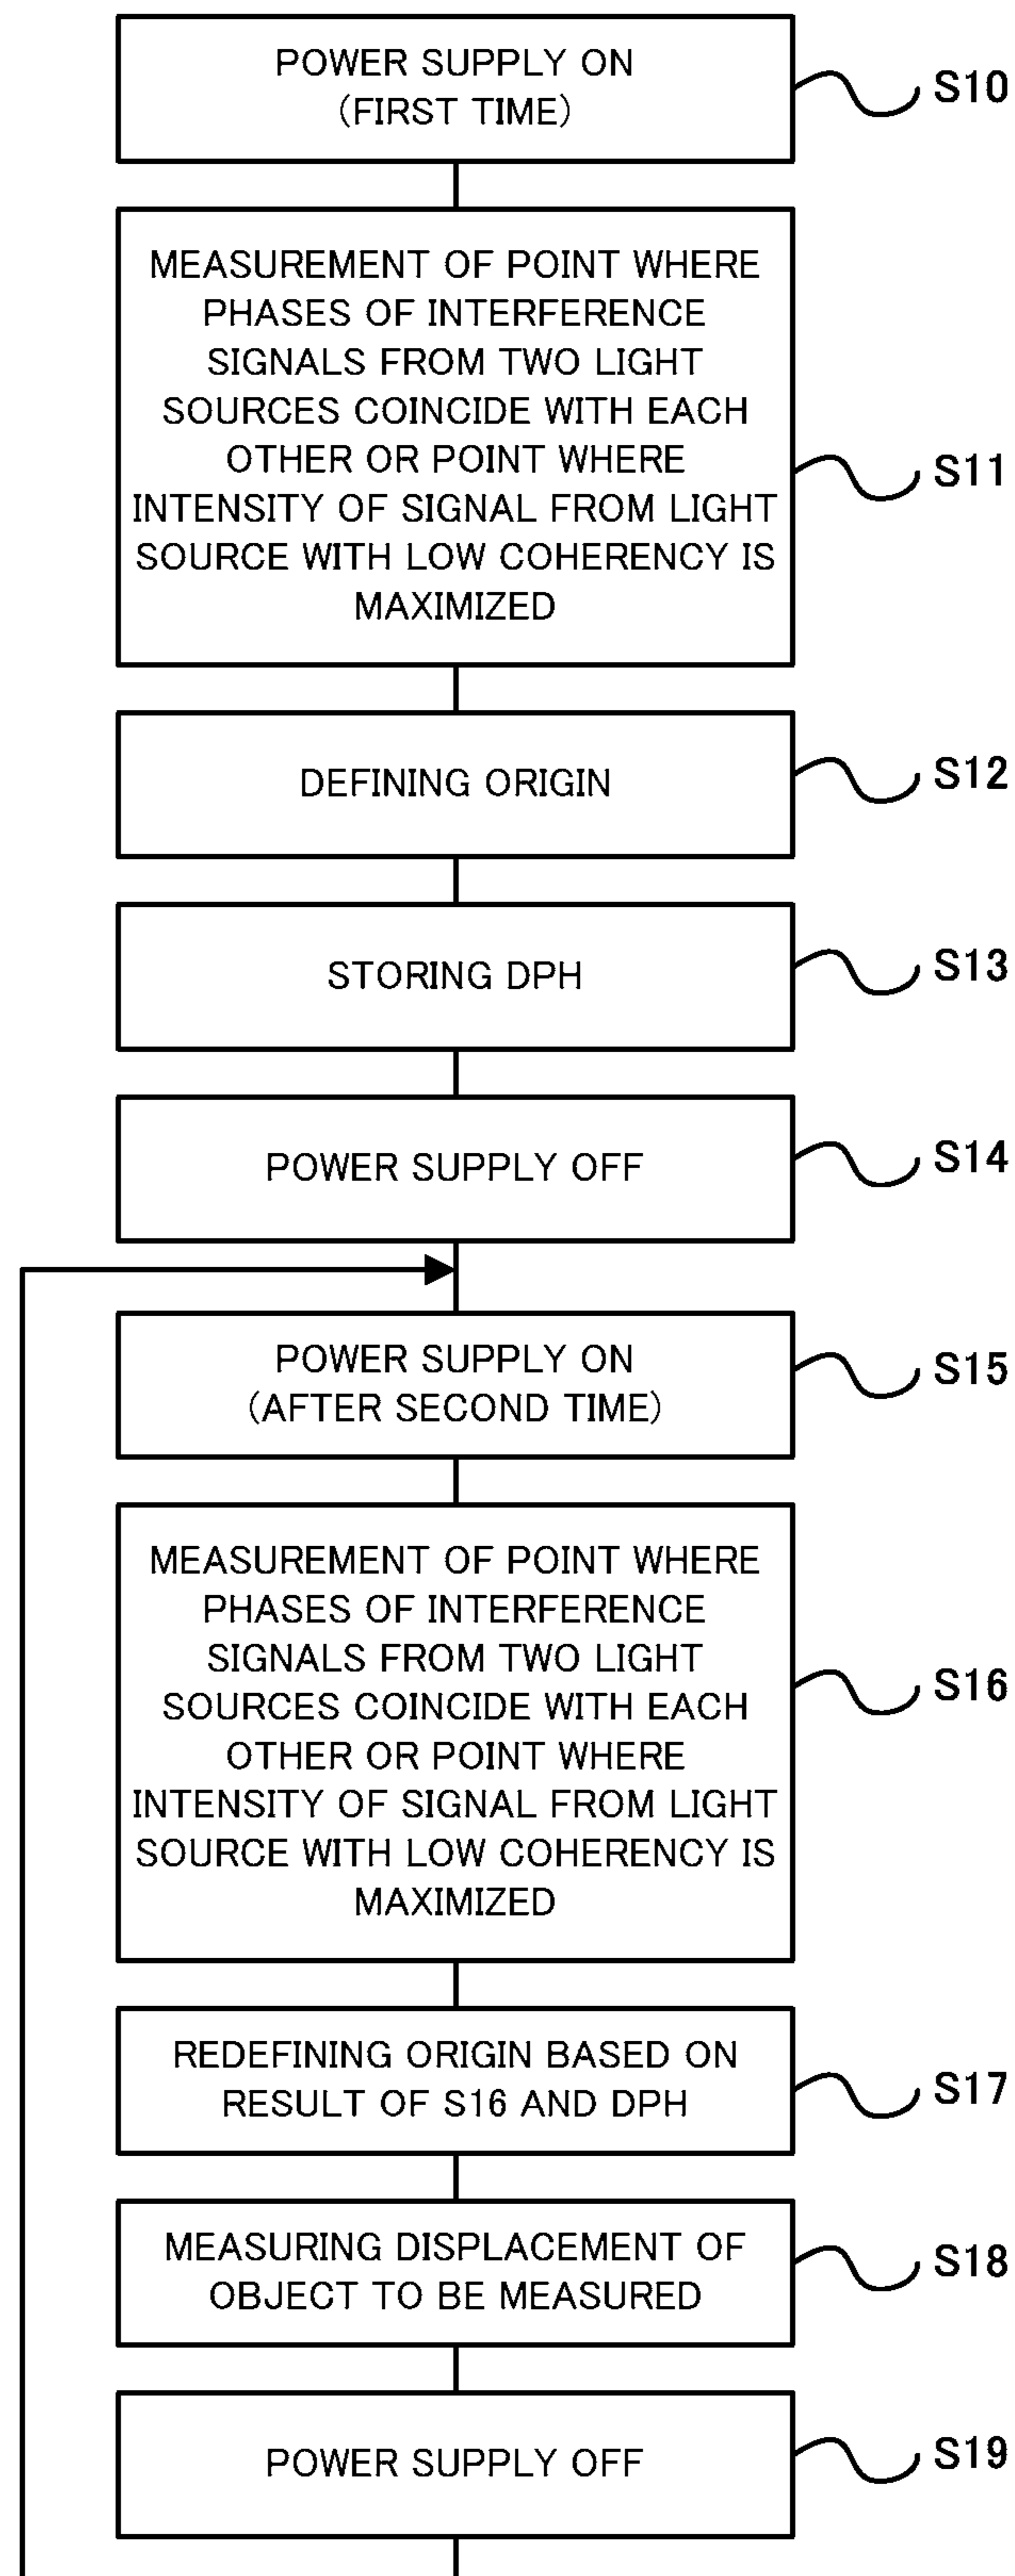 POWER SUPPLY ON
(FIRST TIME)
S10
MEASUREMENT OF POINT WHERE
PHASES OF INTERFERENCE
SIGNALS FROM TWO LIGHT
SOURCES COINCIDE WITH EACH
OTHER OR POINT WHERE
INTENSITY OF SIGNAL FROM LIGHT
SOURCE WITH LOW COHERENCY IS
MAXIMIZED
S11
DEFINING ORIGIN
S12
STORING DPH
S13
POWER SUPPLY OFF
S14
POWER SUPPLY ON
(AFTER SECOND TIME)
S15
MEASUREMENT OF POINT WHERE
PHASES OF INTERFERENCE
SIGNALS FROM TWO LIGHT
SOURCES COINCIDE WITH EACH
OTHER OR POINT WHERE
INTENSITY OF SIGNAL FROM LIGHT
SOURCE WITH LOW COHERENCY IS
MAXIMIZED
S16
REDEFINING ORIGIN BASED ON
RESULT OF S16 AND DPH
S17
MEASURING DISPLACEMENT OF
OBJECT TO BE MEASURED
S18
POWER SUPPLY OFF
S19